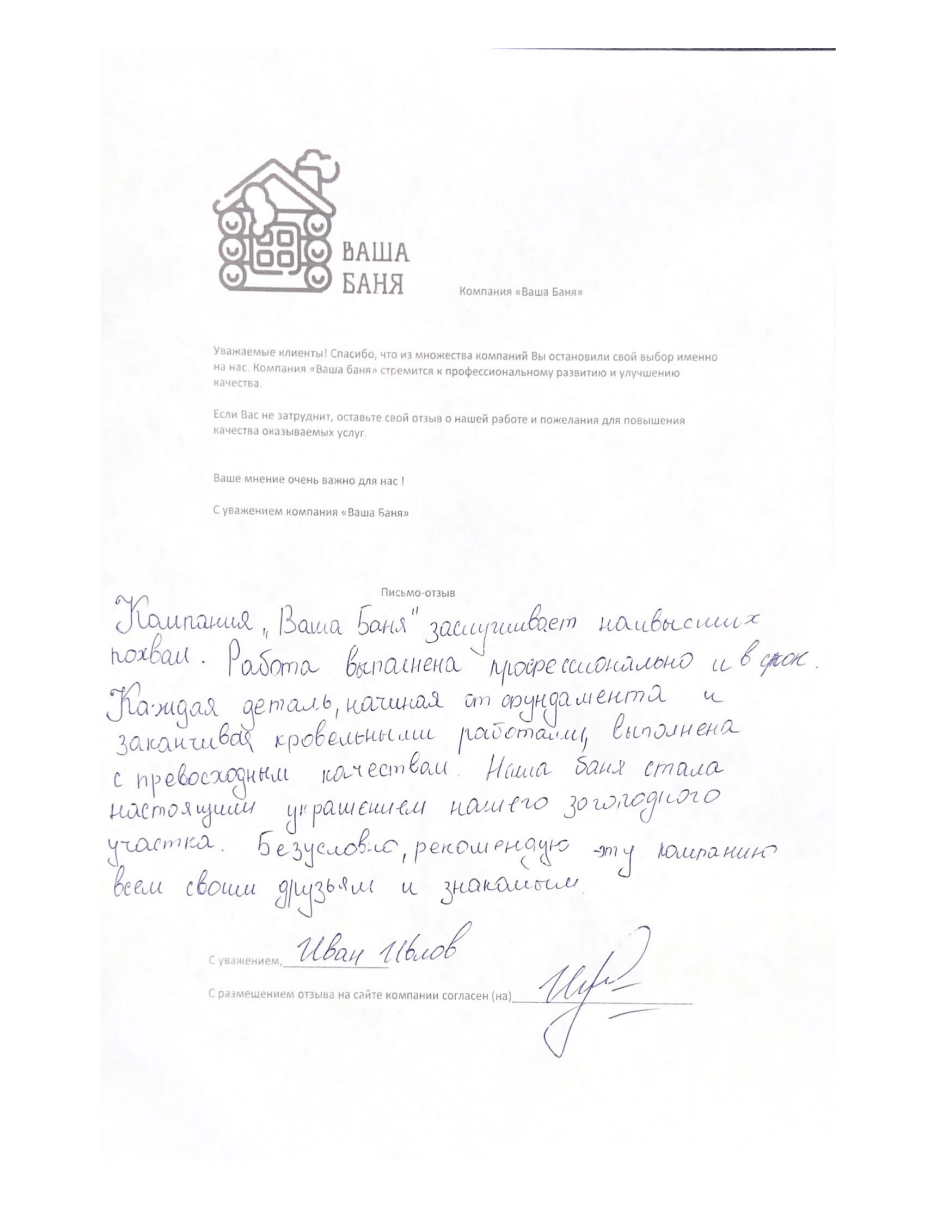 ВАША
БАНЯ
Компания «Ваша Баня»
Уважаемые клиенты! Спасибо, что из множества компаний Вы остановили свой выбор именно
на нас. Компания «Ваша баня» стремится к профессиональному развитию и улучшению
качества.
Если Вас не затруднит, оставьте свой отзыв о нашей работе и пожелания для повышения
качества оказываемых услуг.
Ваше мнение очень важно для нас !
С уважением компания «Ваша Баня»
Письмо-отзыв
Компания „Ваша Баня" заслуживает наивысших
похвал. Работа выполнена профессионально и в срок.
Каждая деталь, начиная от фундамента и
заканчивая кровельными работами, выполнена
с превосходным качеством. Наша баня стала
настоящим украшением нашего загородного
участка. Безусловно, рекомендую эту компанию
всем своим друзьям и знакомым.
С уважением, Иван
С размещением отзыва на сайте компании согласен (на)